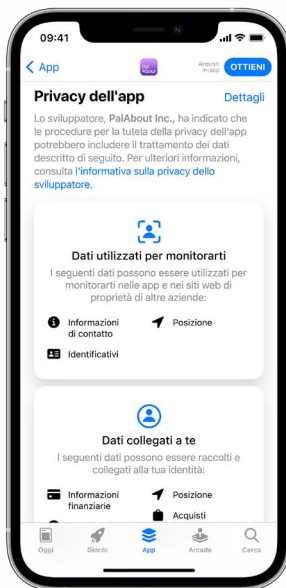 09:41
App
Pal About
Acquisti in-app
OTTIENI
Privacy dell'app
Dettagli
Lo sviluppatore, PalAbout Inc., ha indicato che
le procedure per la tutela della privacy dell'app
potrebbero includere il trattamento dei dati
descritto di seguito. Per ulteriori informazioni,
consulta l'informativa sulla privacy dello
sviluppatore.
Dati utilizzati per monitorarti
I seguenti dati possono essere utilizzati per
monitorarti nelle app e nei siti web di
proprietà di altre aziende:
Informazioni
di contatto
Posizione
Identificativi
Dati collegati a te
I seguenti dati possono essere raccolti e
collegati alla tua identità:
Informazioni
finanziarie
Posizione
Acquisti
Oggi
Giochi
App
Arcade
Cerca